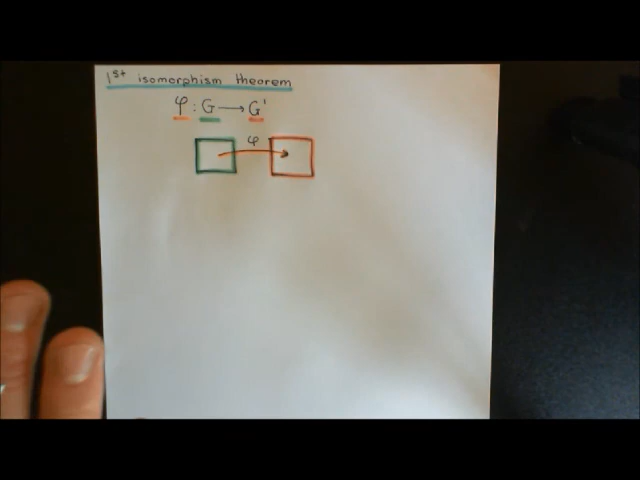 1st isomorphism theorem
φ : G → G'
φ